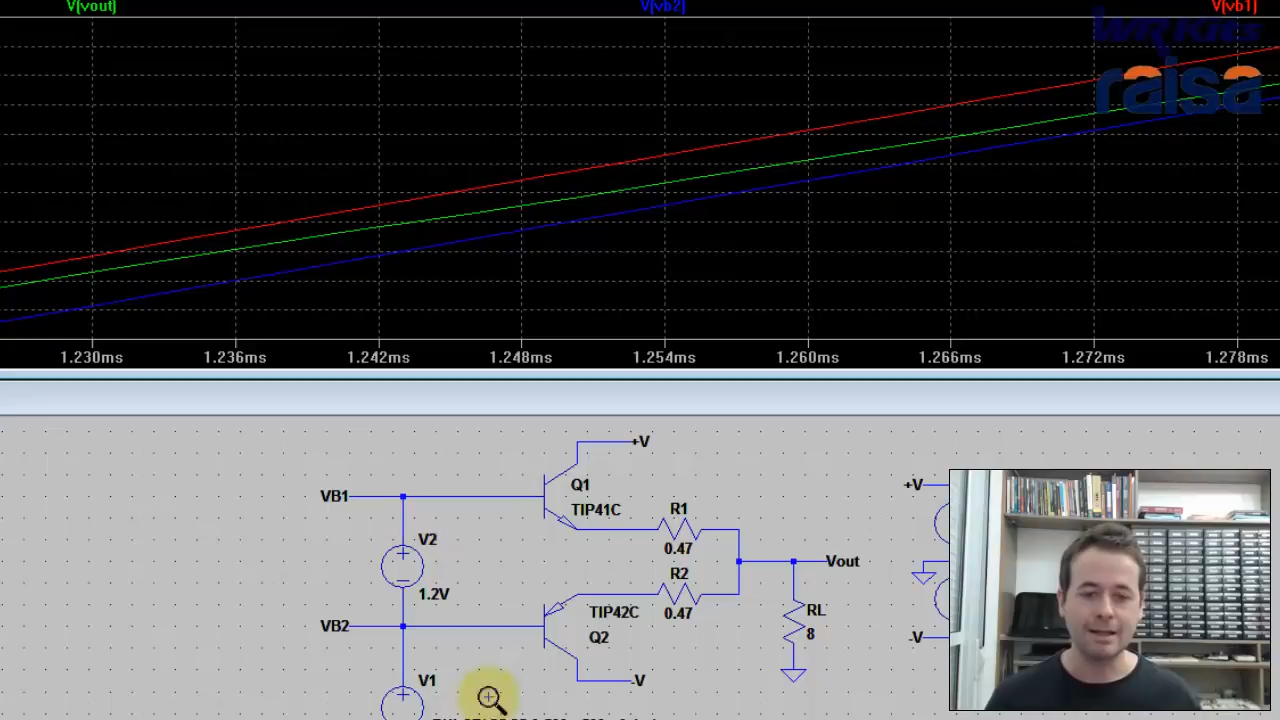 V(vout) V(vb2) V(vb1)
WR Kits
raisa
1.230ms 1.236ms 1.242ms 1.248ms 1.254ms 1.260ms 1.266ms 1.272ms 1.278ms
+V
VB1
Q1
TIP41C
R1
0.47
+V
V2
1.2V
R2
0.47
Vout
VB2
TIP42C
Q2
RL
8
-V
V1
-V